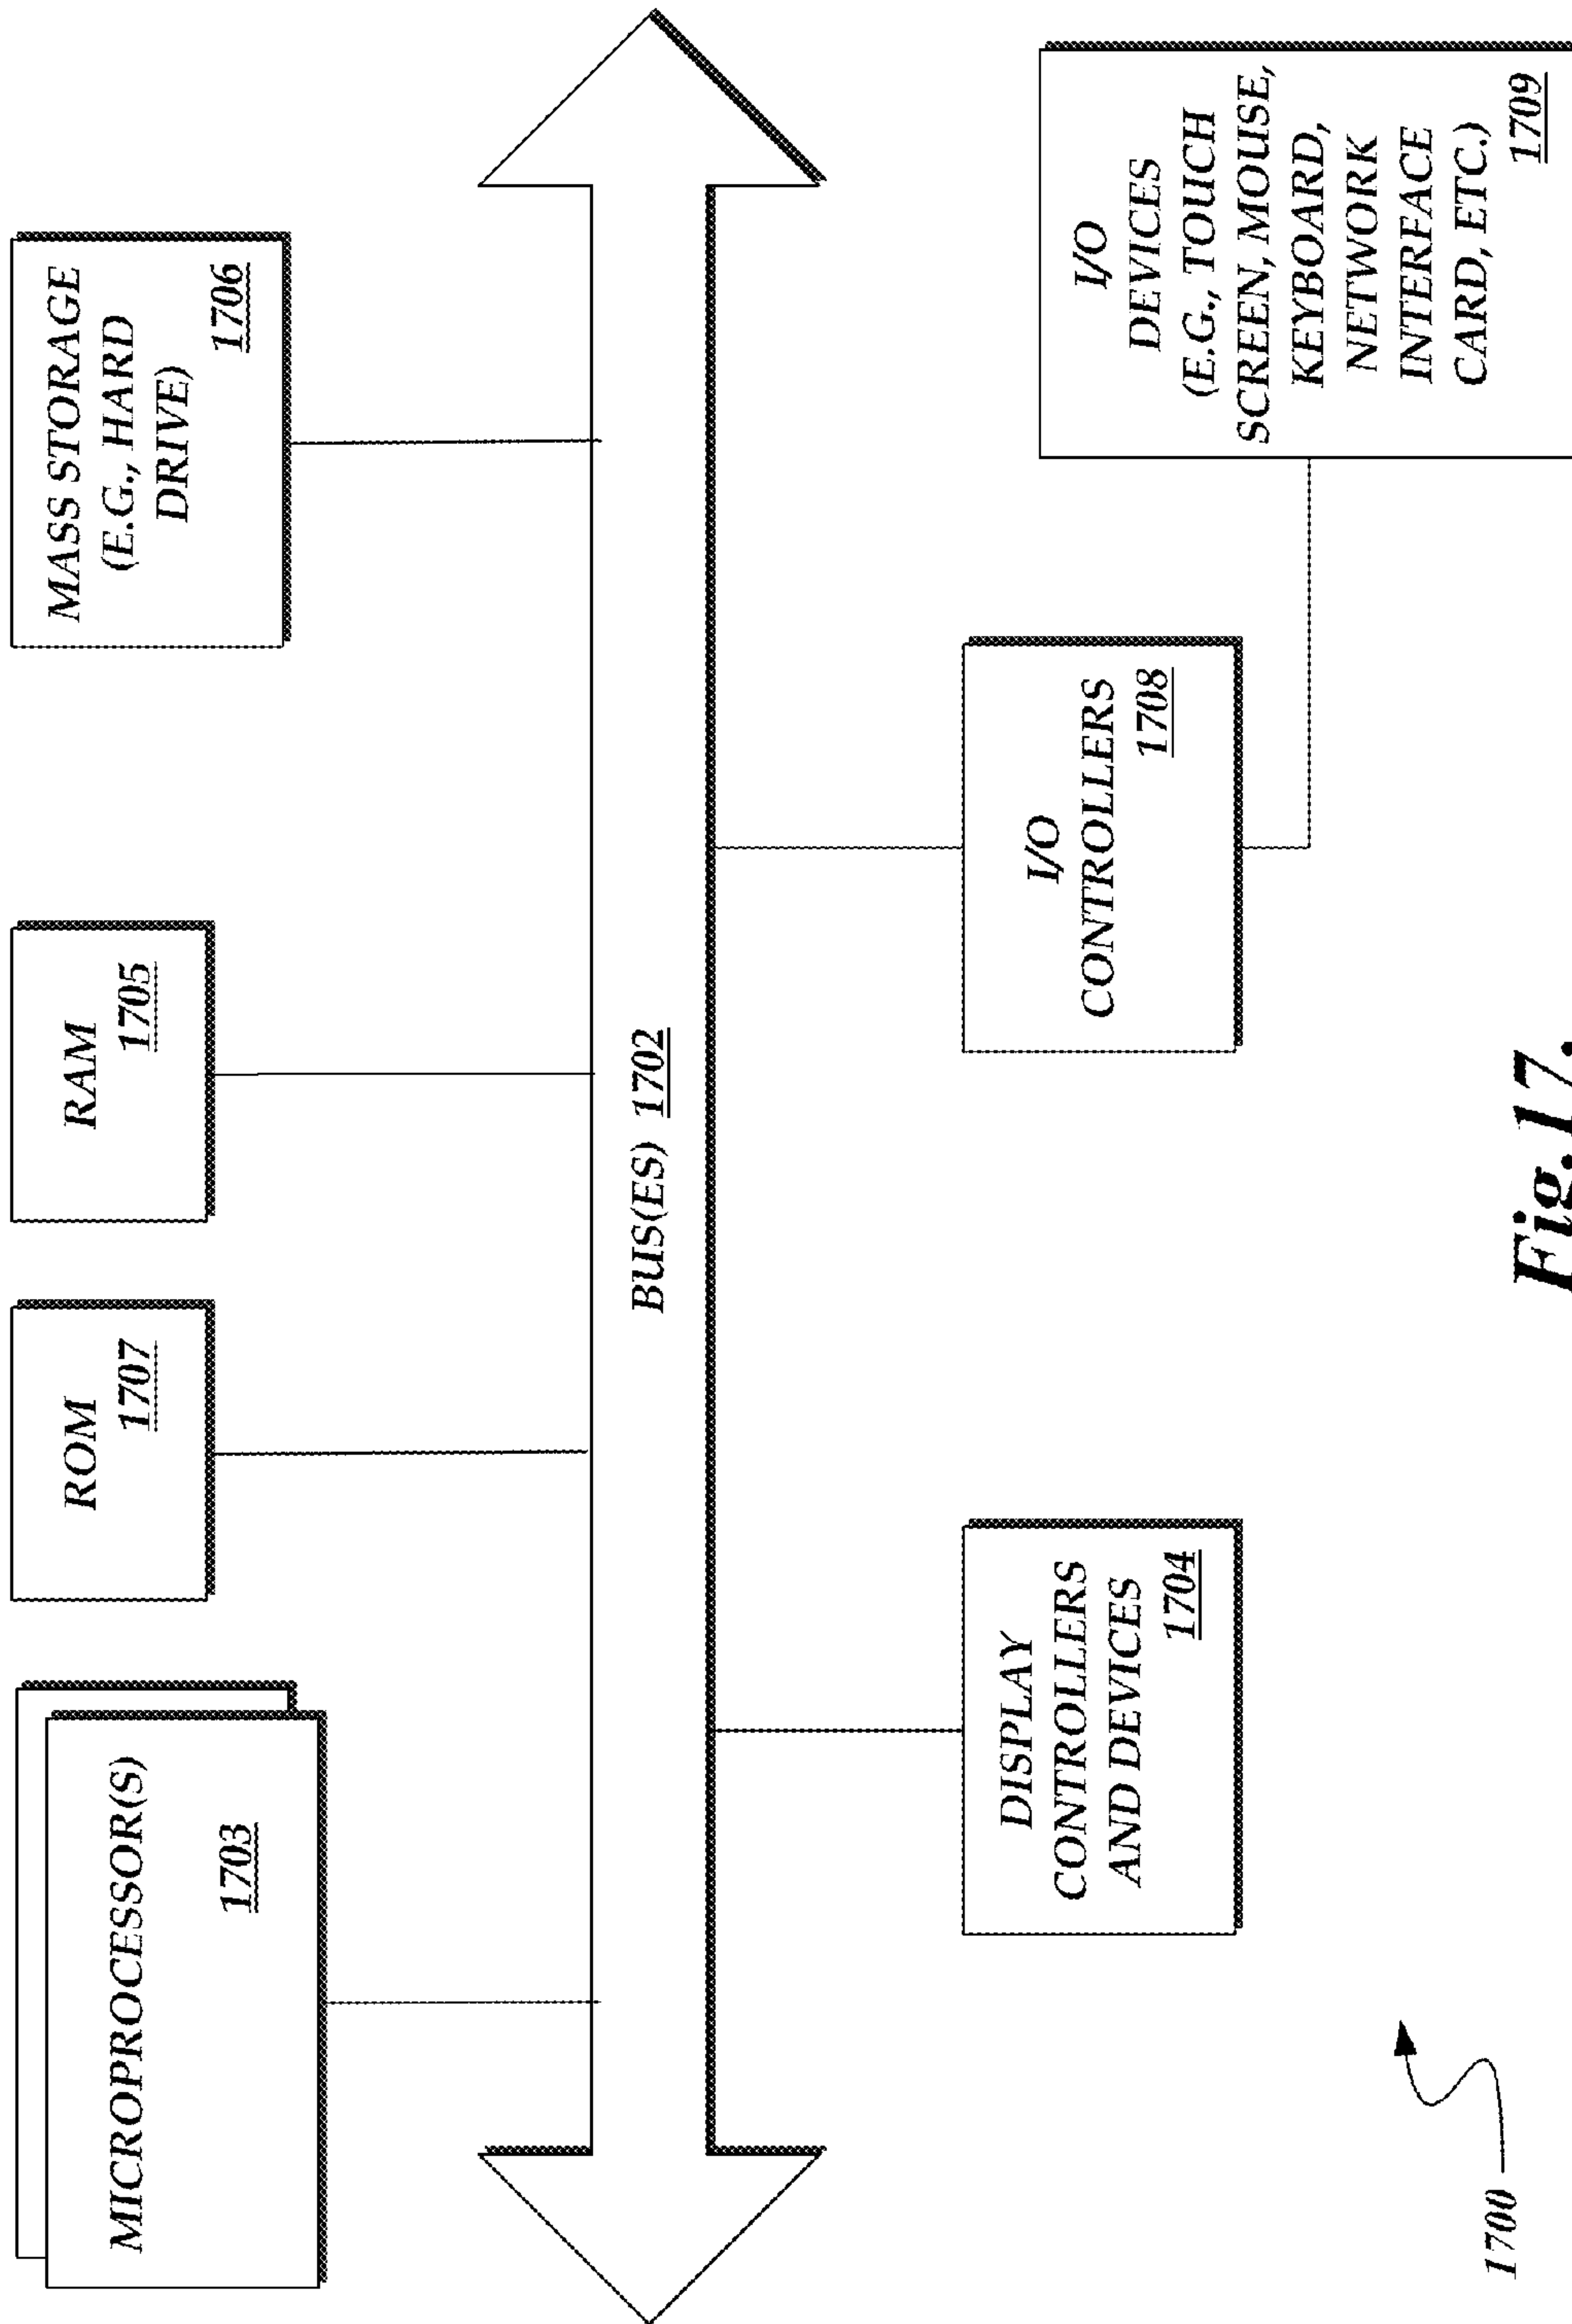 MICROPROCESSOR(S)
1703
ROM
1707
RAM
1705
MASS STORAGE
(E.G., HARD
DRIVE)
1706
BUS(ES) 1702
DISPLAY
CONTROLLERS
AND DEVICES
1704
I/O
CONTROLLERS
1708
I/O
DEVICES
(E.G., TOUCH
SCREEN, MOUSE,
KEYBOARD,
NETWORK
INTERFACE
CARD, ETC.)
1709
1700
Fig.17.